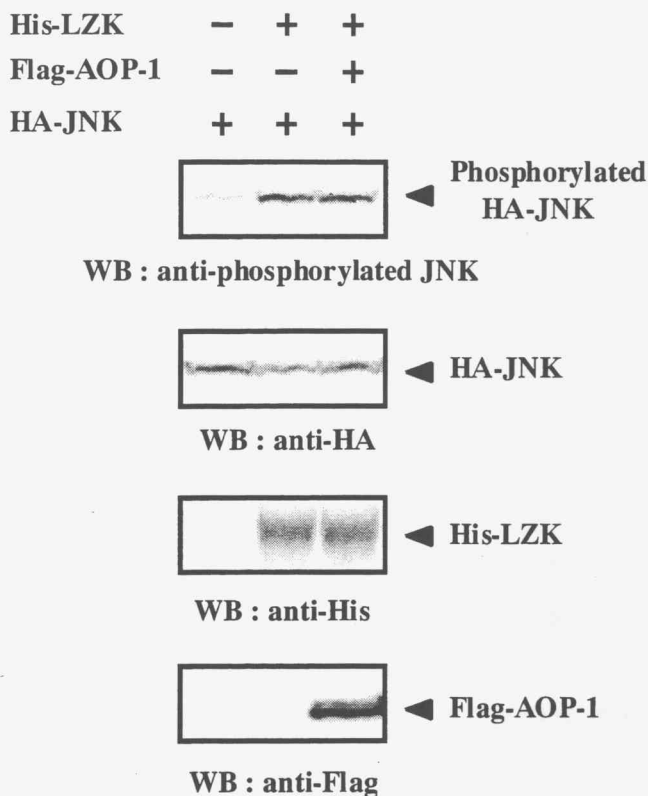 His-LZK − + +
Flag-AOP-1 − − +
HA-JNK + + +
Phosphorylated
HA-JNK
WB : anti-phosphorylated JNK
HA-JNK
WB : anti-HA
His-LZK
WB : anti-His
Flag-AOP-1
WB : anti-Flag